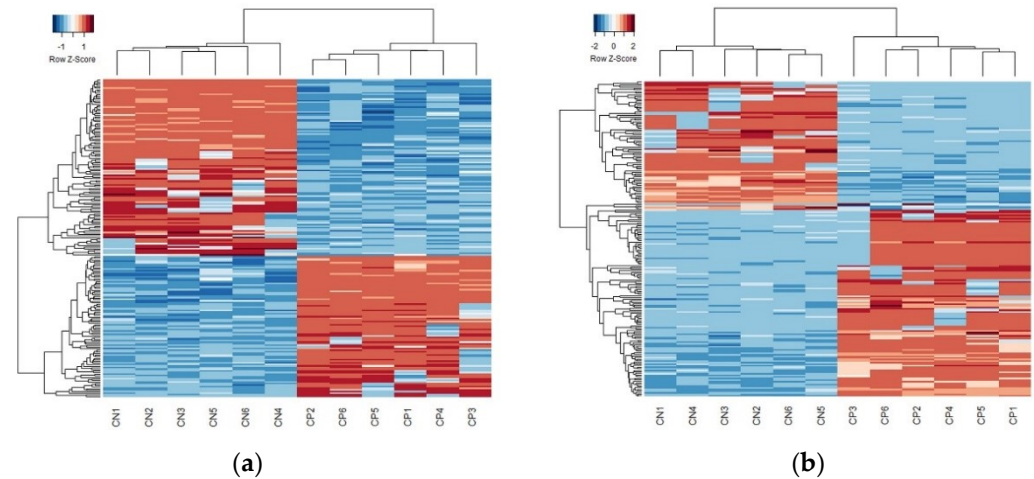 -1 1
Row Z-Score
CN1 CN2 CN3 CN5 CN6 CN4 CP2 CP6 CP5 CP1 CP4 CP3
(a)
-2 0 2
Row Z-Score
CN1 CN4 CN3 CN2 CN6 CN5 CP3 CP6 CP2 CP4 CP5 CP1
(b)